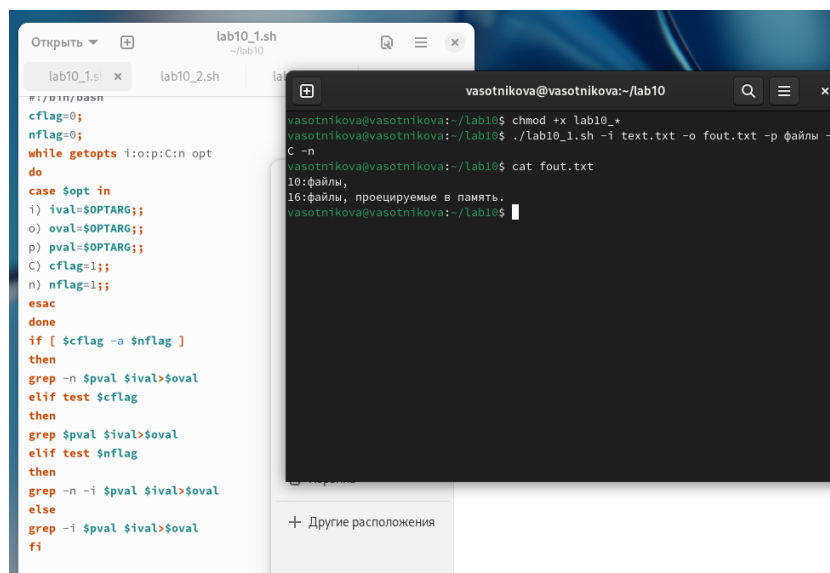 Открыть
lab10_1.sh
~/lab10
lab10_1.sh
lab10_2.sh
#!/bin/bash
cflag=0;
nflag=0;
while getopts i:o:p:C:n opt
do
case $opt in
i) ival=$OPTARG;;
o) oval=$OPTARG;;
p) pval=$OPTARG;;
C) cflag=1;;
n) nflag=1;;
esac
done
if [ $cflag -a $nflag ]
then
grep -n $pval $ival>$oval
elif test $cflag
then
grep $pval $ival>$oval
elif test $nflag
then
grep -n -i $pval $ival>$oval
else
grep -i $pval $ival>$oval
fi
vasotnikova@vasotnikova:~/lab10
vasotnikova@vasotnikova:~/lab10$ chmod +x lab10_*
vasotnikova@vasotnikova:~/lab10$ ./lab10_1.sh -i text.txt -o fout.txt -p файлы -
C -n
vasotnikova@vasotnikova:~/lab10$ cat fout.txt
10:файлы,
16:файлы, проецируемые в память.
vasotnikova@vasotnikova:~/lab10$
Другие расположения